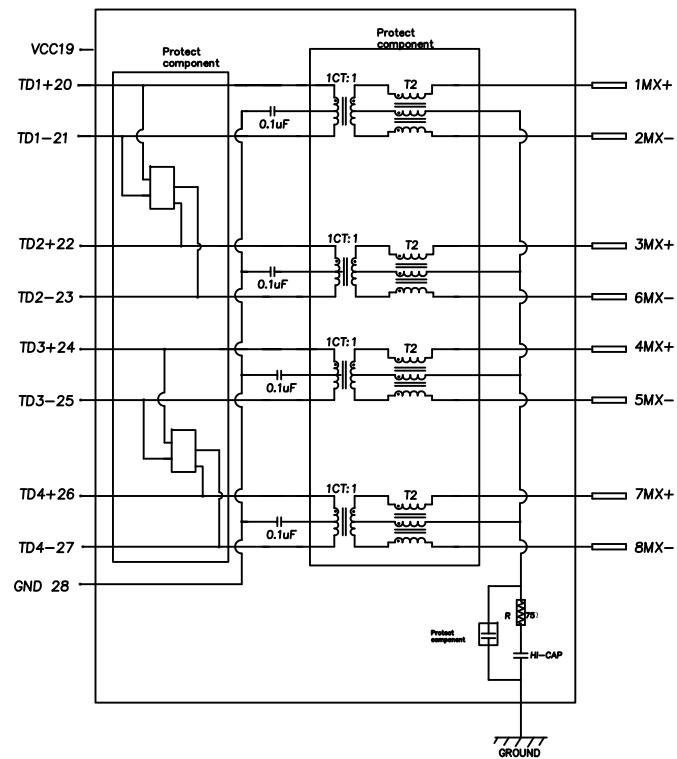 VCC19
Protect
component
Protect
component
TD1+20
1CT:1
T2
1MX+
0.1uF
TD1-21
2MX-
TD2+22
1CT:1
T2
3MX+
0.1uF
TD2-23
6MX-
TD3+24
1CT:1
T2
4MX+
0.1uF
TD3-25
5MX-
TD4+26
1CT:1
T2
7MX+
0.1uF
TD4-27
8MX-
GND 28
R 75Ω
Protect
component
HI-CAP
GROUND